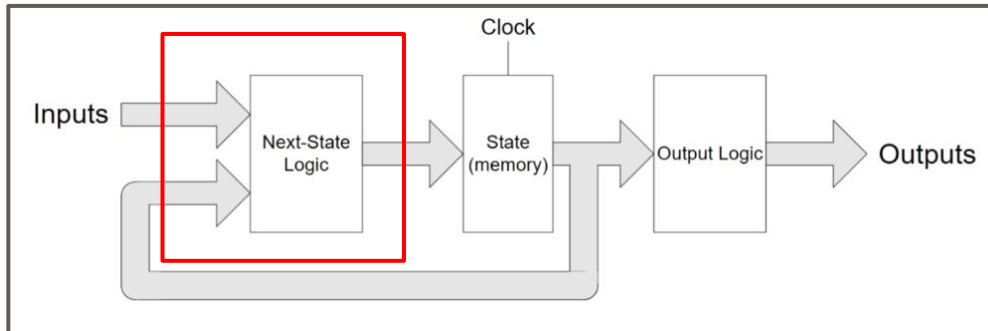 Clock
Inputs
Next-State
Logic
State
(memory)
Output Logic
Outputs